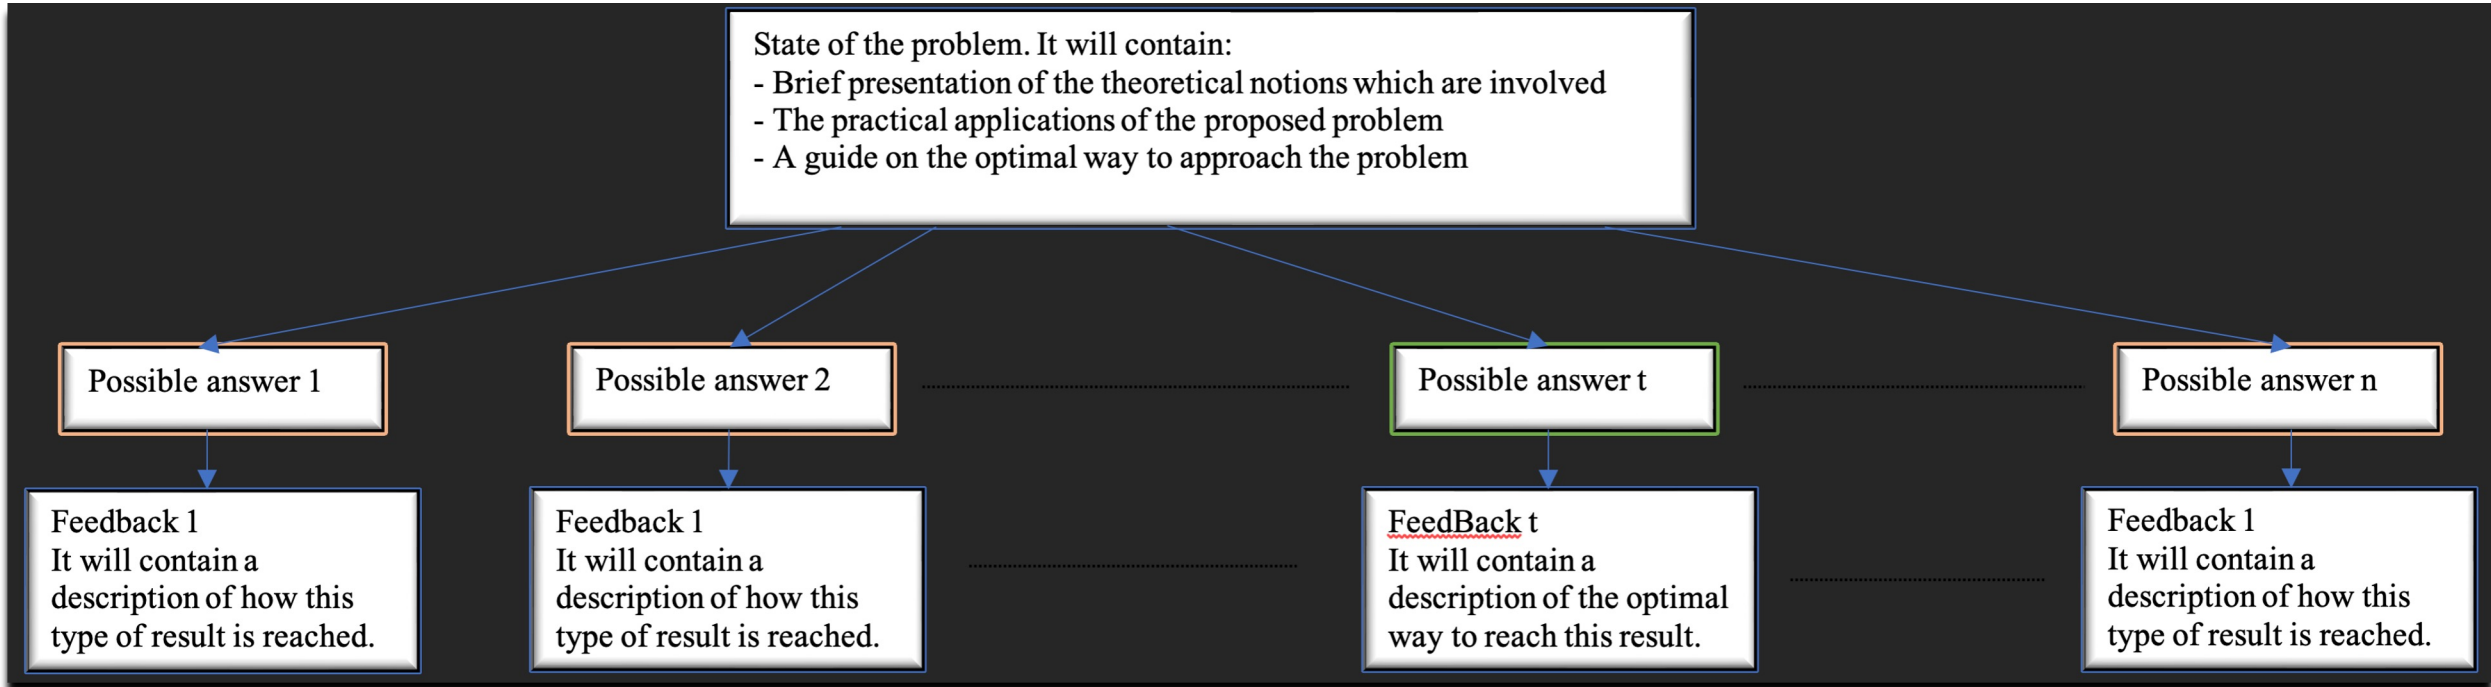 State of the problem. It will contain:
- Brief presentation of the theoretical notions which are involved
- The practical applications of the proposed problem
- A guide on the optimal way to approach the problem
Possible answer 1
Possible answer 2
Possible answer t
Possible answer n
Feedback 1
It will contain a
description of how this
type of result is reached.
Feedback 1
It will contain a
description of how this
type of result is reached.
FeedBack t
It will contain a
description of the optimal
way to reach this result.
Feedback 1
It will contain a
description of how this
type of result is reached.